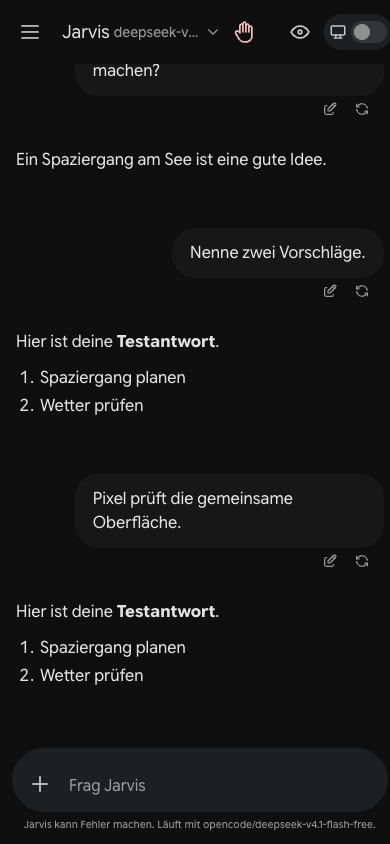 Jarvis deepseek-v...
machen?
Ein Spaziergang am See ist eine gute Idee.
Nenne zwei Vorschläge.
Hier ist deine Testantwort.
1. Spaziergang planen
2. Wetter prüfen
Pixel prüft die gemeinsame
Oberfläche.
Hier ist deine Testantwort.
1. Spaziergang planen
2. Wetter prüfen
Frag Jarvis
Jarvis kann Fehler machen. Läuft mit opencode/deepseek-v4.1-flash-free.